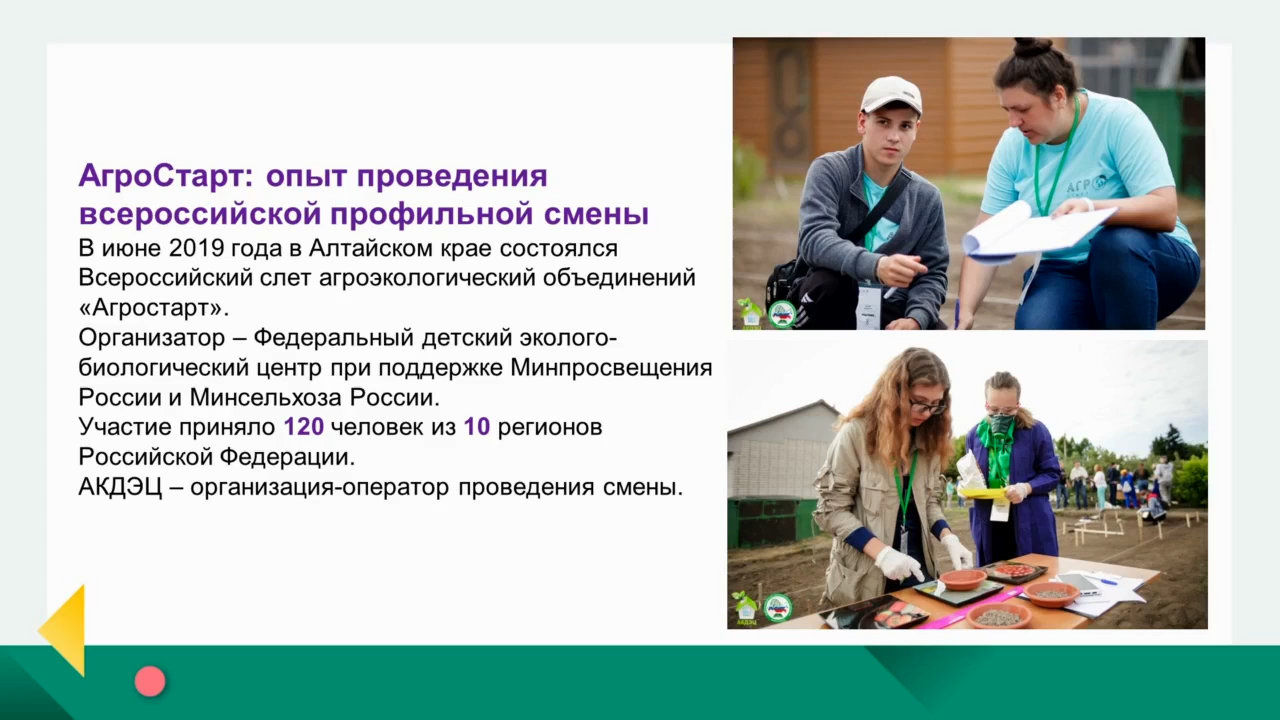 АгроСтарт: опыт проведения
всероссийской профильной смены
В июне 2019 года в Алтайском крае состоялся
Всероссийский слет агроэкологический объединений
«Агростарт».
Организатор – Федеральный детский эколого-
биологический центр при поддержке Минпросвещения
России и Минсельхоза России.
Участие приняло 120 человек из 10 регионов
Российской Федерации.
АКДЭЦ – организация-оператор проведения смены.
АГРО
АКДЭЦ